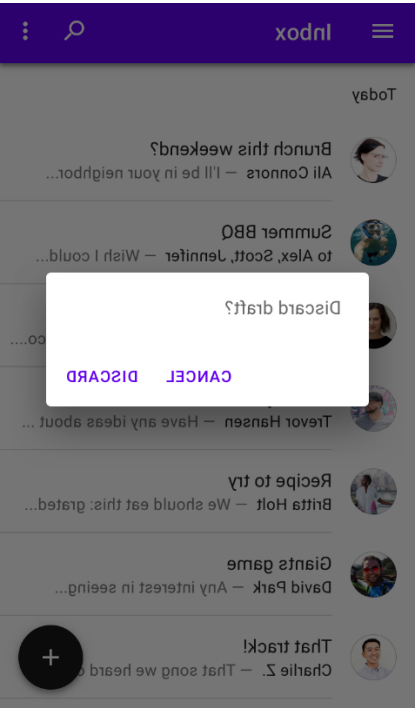 Inbox
Today
Brunch this weekend?
Ali Connors — I'll be in your neighbor...
Summer BBQ
to Alex, Scott, Jennifer — Wish I could...
co....
Discard draft?
CANCEL DISCARD
Trevor Hansen — Have any ideas about ...
Recipe to try
Britta Holt — We should eat this: grated...
Giants game
David Park — Any interest in seeing...
That track!
Charlie Z. — That song we heard